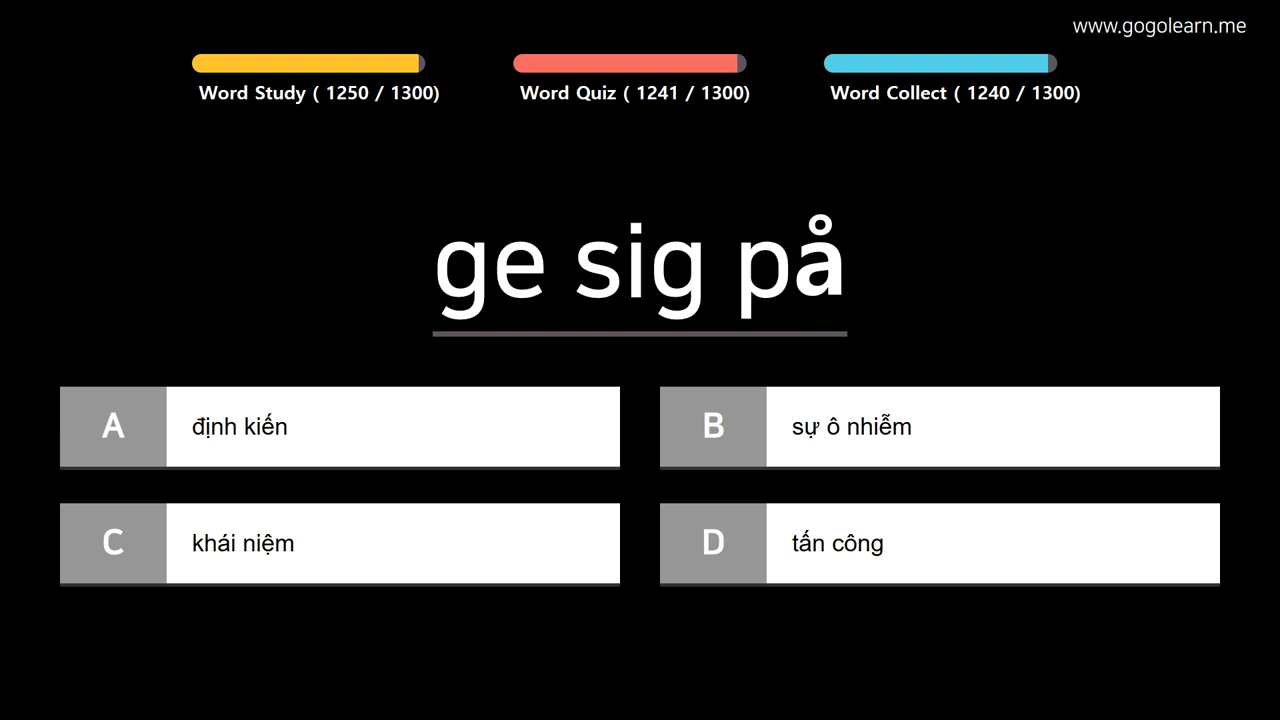 www.gogolearn.me
Word Study ( 1250 / 1300)
Word Quiz ( 1241 / 1300)
Word Collect ( 1240 / 1300)
ge sig på
A định kiến
B sự ô nhiễm
C khái niệm
D tấn công